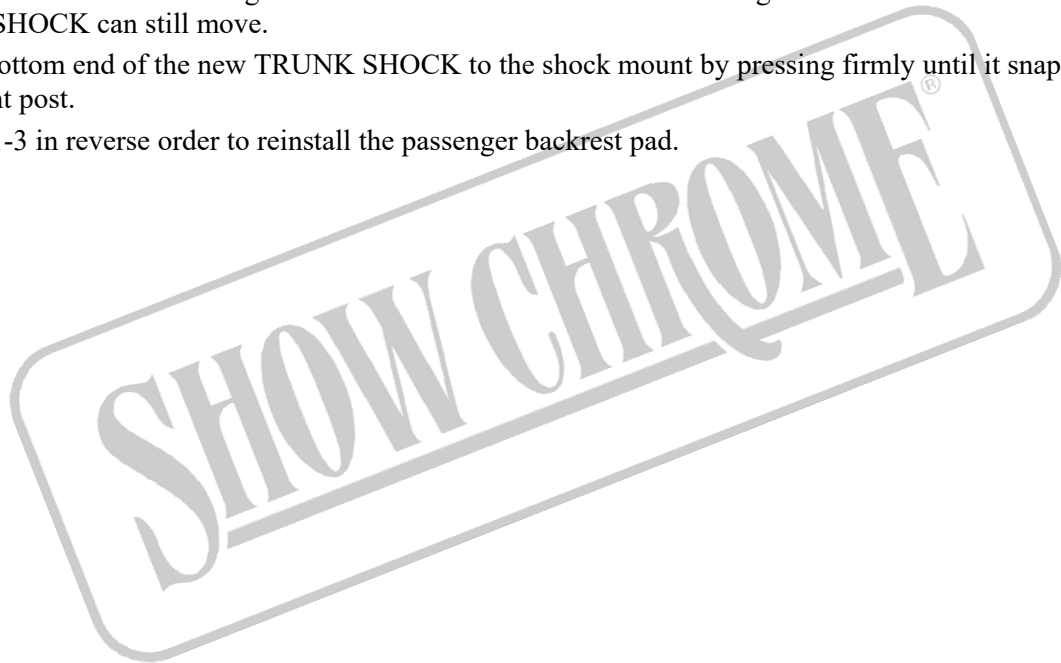 SHOCK can still move.
ottom end of the new TRUNK SHOCK to the shock mount by pressing firmly until it snap
t post.
-3 in reverse order to reinstall the passenger backrest pad.
SHOW CHROME ®